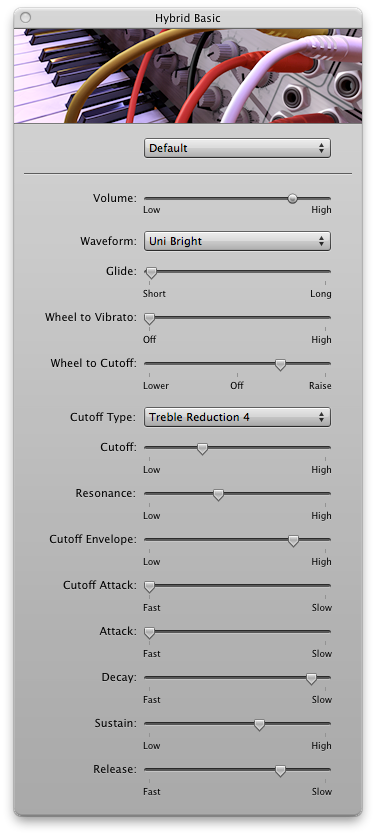 Hybrid Basic
Default
Volume:
Low High
Waveform: Uni Bright
Glide:
Short Long
Wheel to Vibrato:
Off High
Wheel to Cutoff:
Lower Off Raise
Cutoff Type: Treble Reduction 4
Cutoff:
Low High
Resonance:
Low High
Cutoff Envelope:
Low High
Cutoff Attack:
Fast Slow
Attack:
Fast Slow
Decay:
Fast Slow
Sustain:
Low High
Release:
Fast Slow